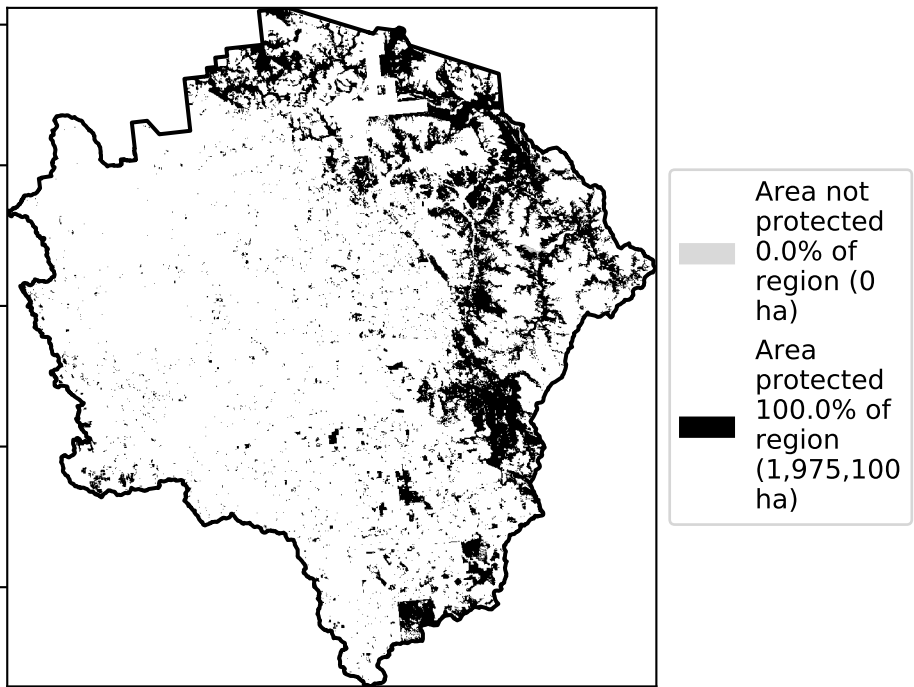 Area not
protected
0.0% of
region (0
ha)
Area
protected
100.0% of
region
(1,975,100
ha)